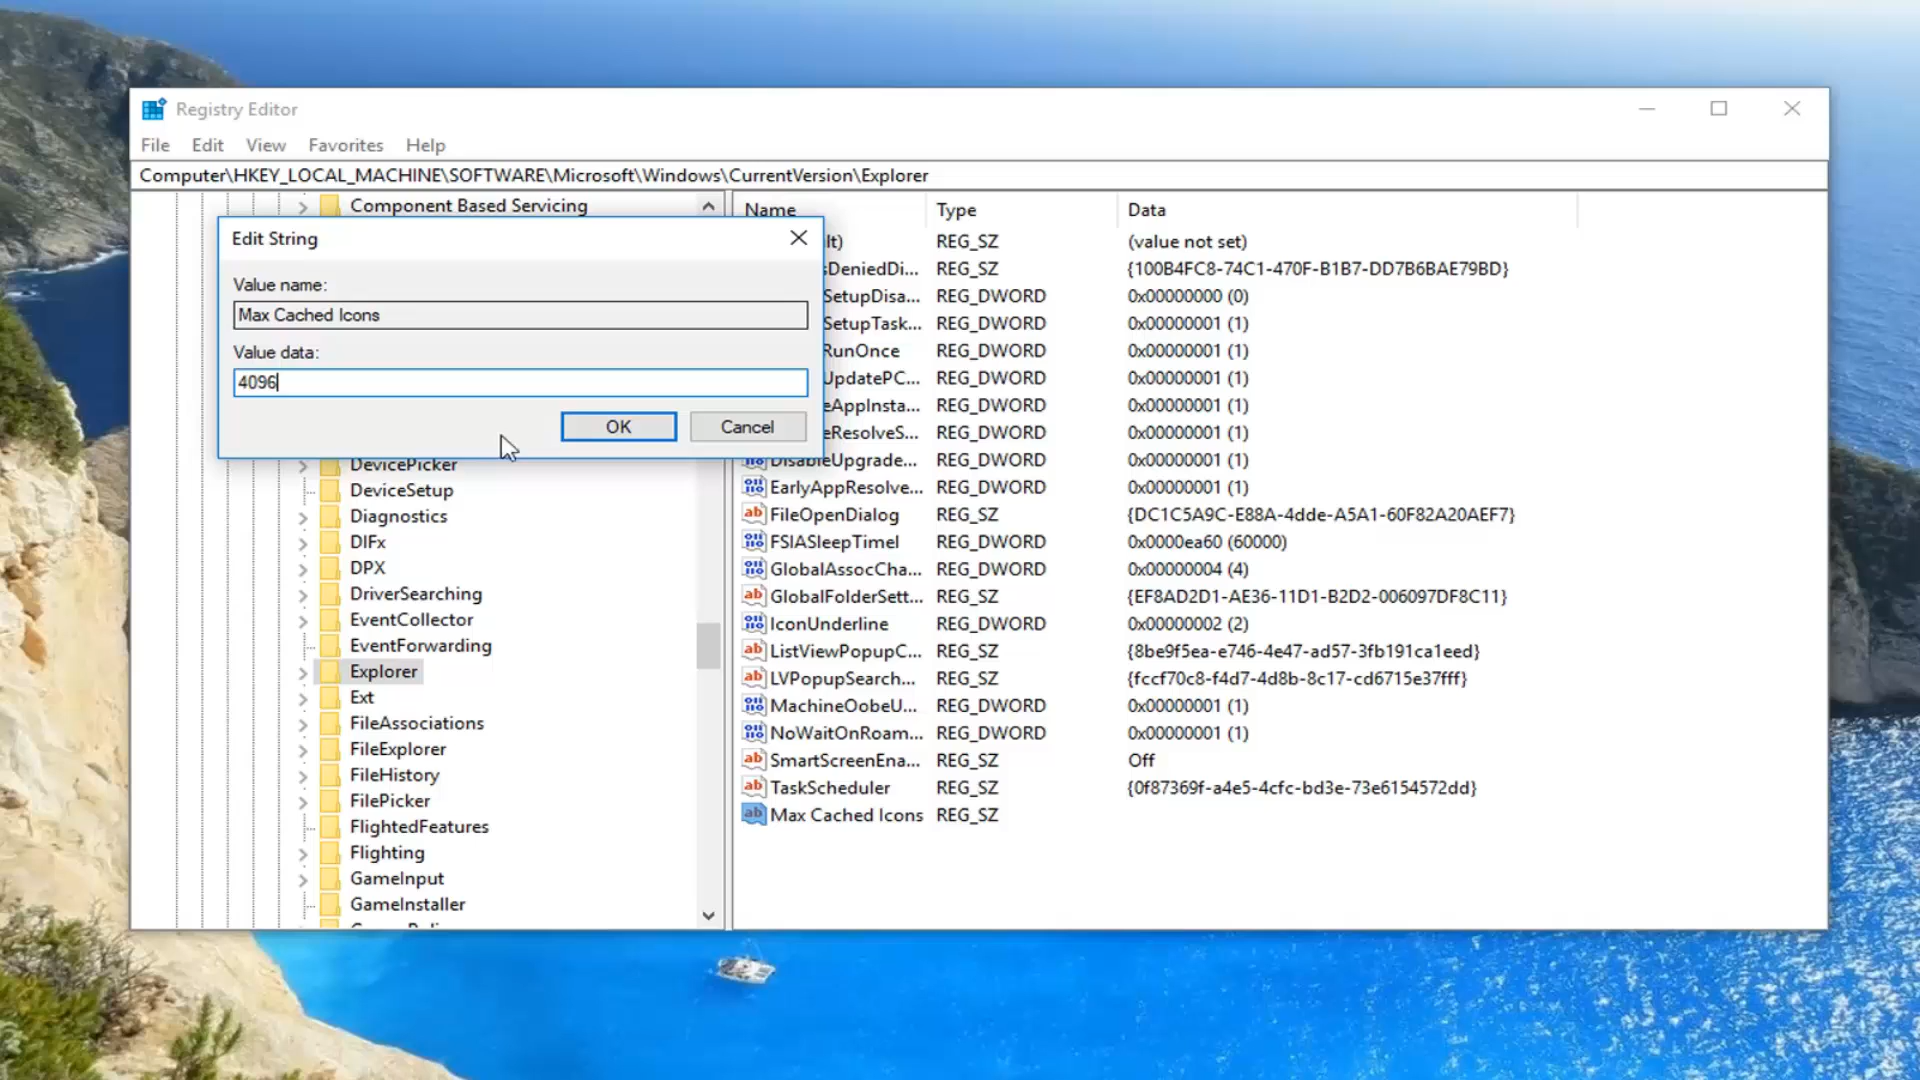 Registry Editor
File Edit View Favorites Help
Computer\HKEY_LOCAL_MACHINE\SOFTWARE\Microsoft\Windows\CurrentVersion\Explorer
Component Based Servicing
Edit String
Value name:
Max Cached Icons
Value data:
4096
OK Cancel
DevicePicker
DeviceSetup
Diagnostics
DIFx
DPX
DriverSearching
EventCollector
EventForwarding
Explorer
Ext
FileAssociations
FileExplorer
FileHistory
FilePicker
FlightedFeatures
Flighting
GameInput
GameInstaller
Name Type Data
lt) REG_SZ (value not set)
sDeniedDi... REG_SZ {100B4FC8-74C1-470F-B1B7-DD7B6BAE79BD}
SetupDisa... REG_DWORD 0x00000000 (0)
SetupTask... REG_DWORD 0x00000001 (1)
RunOnce REG_DWORD 0x00000001 (1)
UpdatePC... REG_DWORD 0x00000001 (1)
eAppInsta... REG_DWORD 0x00000001 (1)
eResolveS... REG_DWORD 0x00000001 (1)
DisableUpgrade... REG_DWORD 0x00000001 (1)
EarlyAppResolve... REG_DWORD 0x00000001 (1)
FileOpenDialog REG_SZ {DC1C5A9C-E88A-4dde-A5A1-60F82A20AEF7}
FSIASleepTimeI REG_DWORD 0x0000ea60 (60000)
GlobalAssocCha... REG_DWORD 0x00000004 (4)
GlobalFolderSett... REG_SZ {EF8AD2D1-AE36-11D1-B2D2-006097DF8C11}
IconUnderline REG_DWORD 0x00000002 (2)
ListViewPopupC... REG_SZ {8be9f5ea-e746-4e47-ad57-3fb191ca1eed}
LVPopupSearch... REG_SZ {fccf70c8-f4d7-4d8b-8c17-cd6715e37fff}
MachineOobeU... REG_DWORD 0x00000001 (1)
NoWaitOnRoam... REG_DWORD 0x00000001 (1)
SmartScreenEna... REG_SZ Off
TaskScheduler REG_SZ {0f87369f-a4e5-4cfc-bd3e-73e6154572dd}
Max Cached Icons REG_SZ